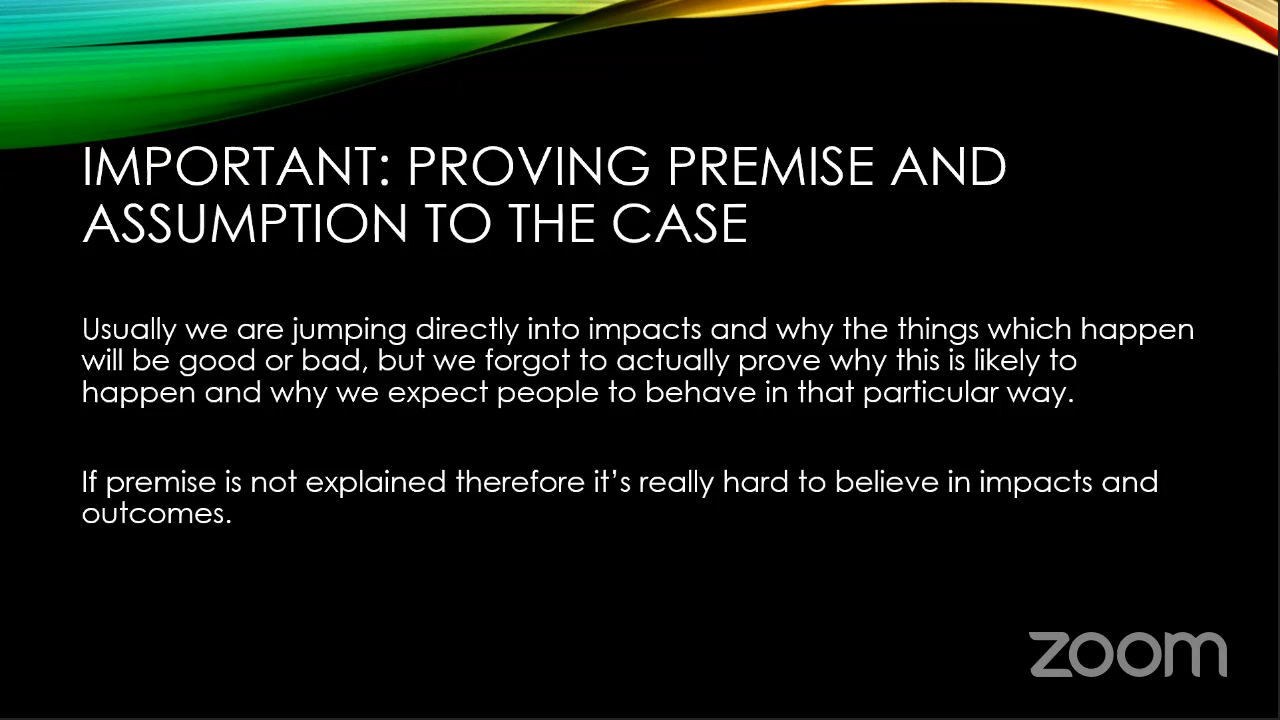 IMPORTANT: PROVING PREMISE AND
ASSUMPTION TO THE CASE
Usually we are jumping directly into impacts and why the things which happen
will be good or bad, but we forgot to actually prove why this is likely to
happen and why we expect people to behave in that particular way.
If premise is not explained therefore it’s really hard to believe in impacts and
outcomes.
zoom